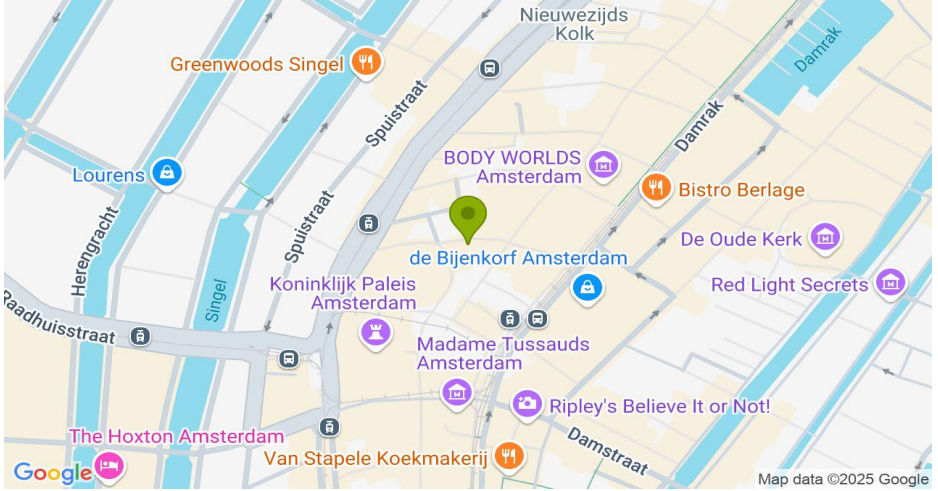 Nieuwezijds
Kolk
Damrak
Greenwoods Singel
Spuistraat
Damrak
BODY WORLDS
Amsterdam
Lourens
Bistro Berlage
Herengracht
Spuistraat
De Oude Kerk
de Bijenkorf Amsterdam
Koninklijk Paleis
Amsterdam
Singel
Red Light Secrets
Raadhuisstraat
Madame Tussauds
Amsterdam
Ripley's Believe It or Not!
The Hoxton Amsterdam
Damstraat
Van Stapele Koekmakerij
Google
Map data ©2025 Google